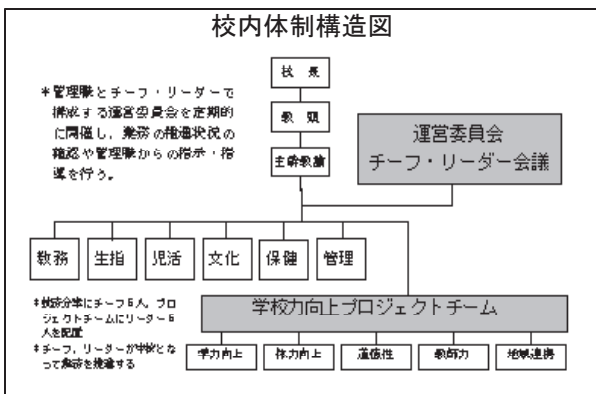 校内体制構造図
校長
*管理職とチーフ・リーダーで
構成する運営委員会を定期的
に開催し、業務の推進状況の
確認や管理職からの指示・指
導を行う。
教頭
主幹教諭
運営委員会
チーフ・リーダー会議
教務
生指
児活
文化
保健
管理
*校務分掌にチーフ6人、プロ
ジェクトチームにリーダー5
人を配置
*チーフ、リーダーが中核とな
って業務を推進する
学校力向上プロジェクトチーム
学力向上
体力向上
道徳性
教師力
地域連携